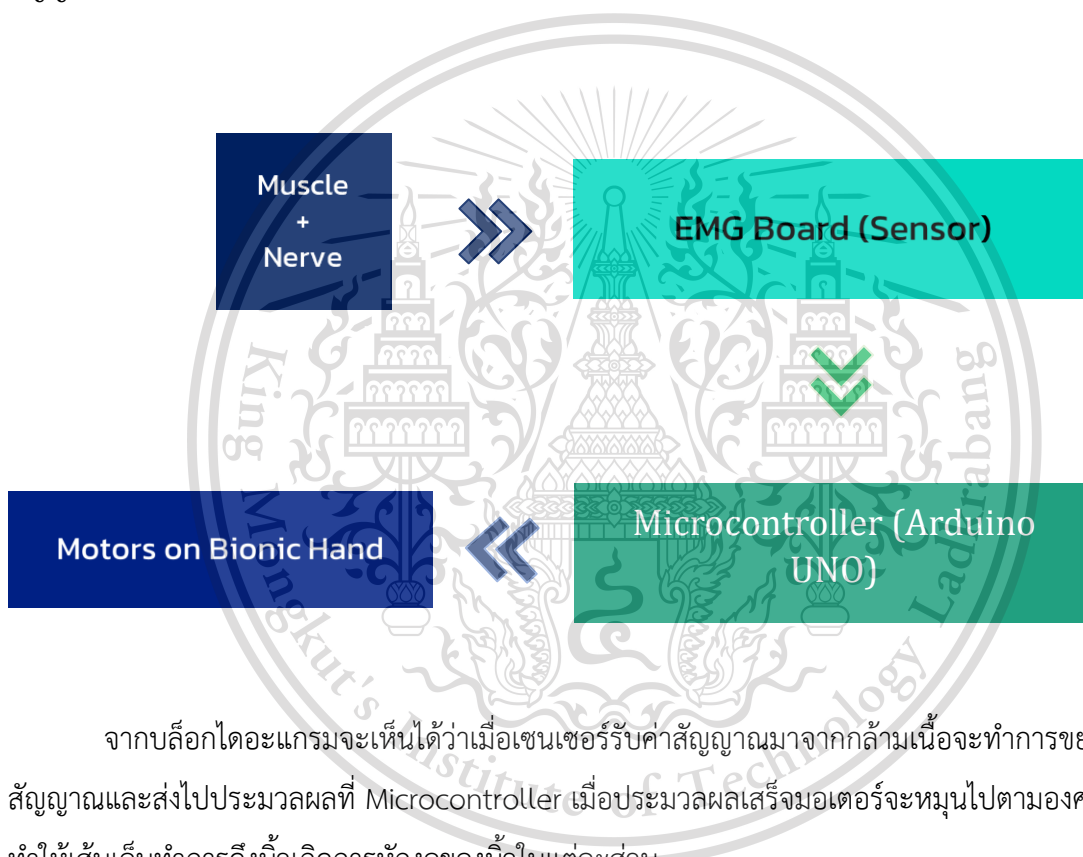 Muscle
+
Nerve
EMG Board (Sensor)
Motors on Bionic Hand
Microcontroller (Arduino
UNO)
King Mongkut's Institute of Technology Ladkrabang
จากบล็อกไดอะแกรมจะเห็นได้ว่าเมื่อเซนเซอร์รับค่าสัญญาณมาจากกล้ามเนื้อจะทำการ
สัญญาณและส่งไปประมวลผลที่ Microcontroller เมื่อประมวลผลเสร็จมอเตอร์จะหมุนไปตาม